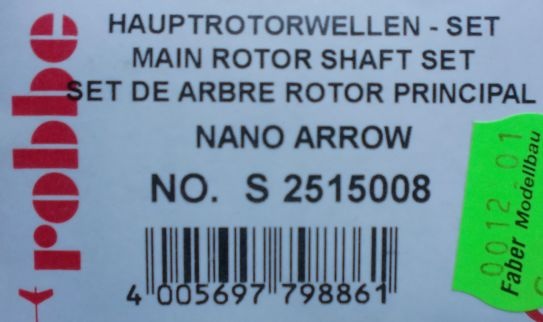 robbe
HAUPTROTORWELLEN - SET
MAIN ROTOR SHAFT SET
SET DE ARBRE ROTOR PRINCIPAL
NANO ARROW
NO. S 2515008
4 005697 798861
0012 01
Faber Modellbau